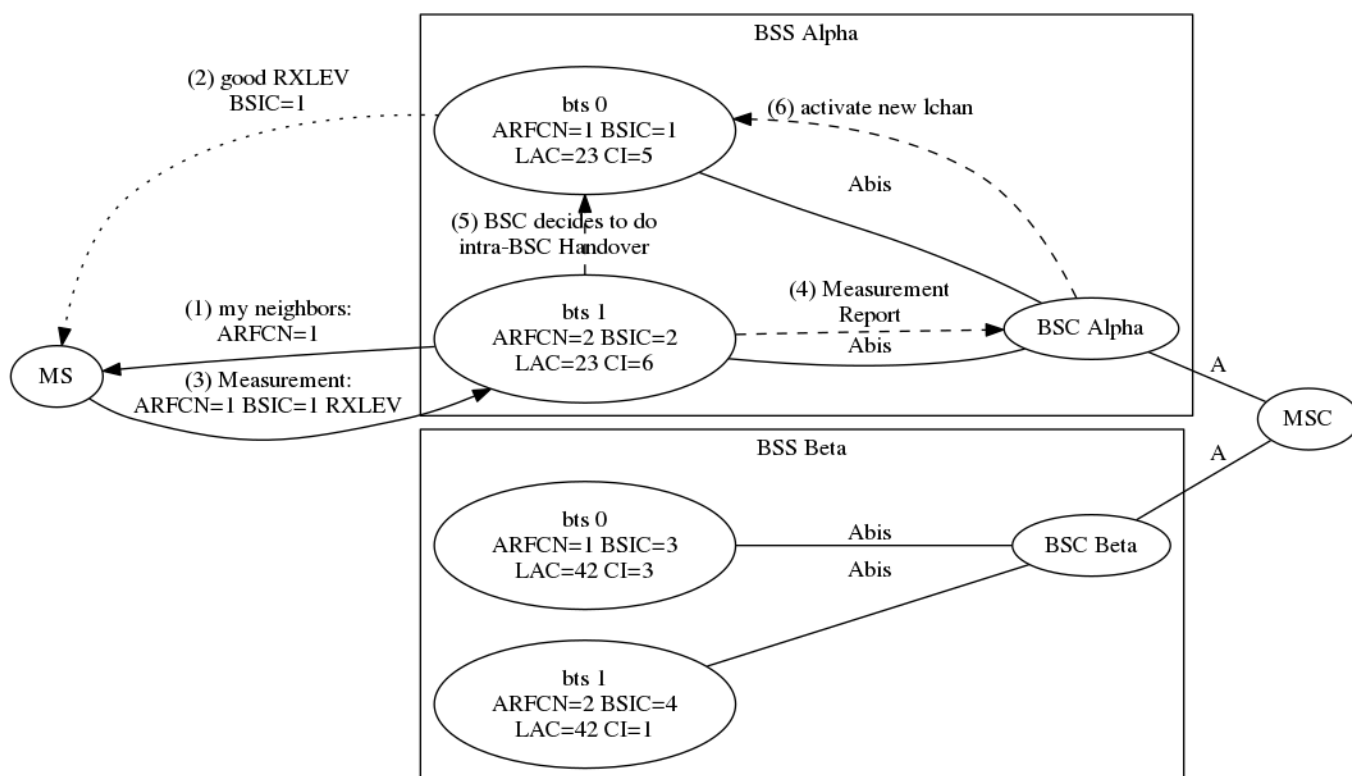 BSS Alpha
(2) good RXLEV
BSIC=1
bts 0
ARFCN=1 BSIC=1
LAC=23 CI=5
(6) activate new lchan
Abis
(5) BSC decides to do
intra-BSC Handover
(1) my neighbors:
ARFCN=1
bts 1
ARFCN=2 BSIC=2
LAC=23 CI=6
(4) Measurement
Report
Abis
BSC Alpha
MS
(3) Measurement:
ARFCN=1 BSIC=1 RXLEV
A
MSC
A
BSS Beta
bts 0
ARFCN=1 BSIC=3
LAC=42 CI=3
Abis
BSC Beta
Abis
bts 1
ARFCN=2 BSIC=4
LAC=42 CI=1